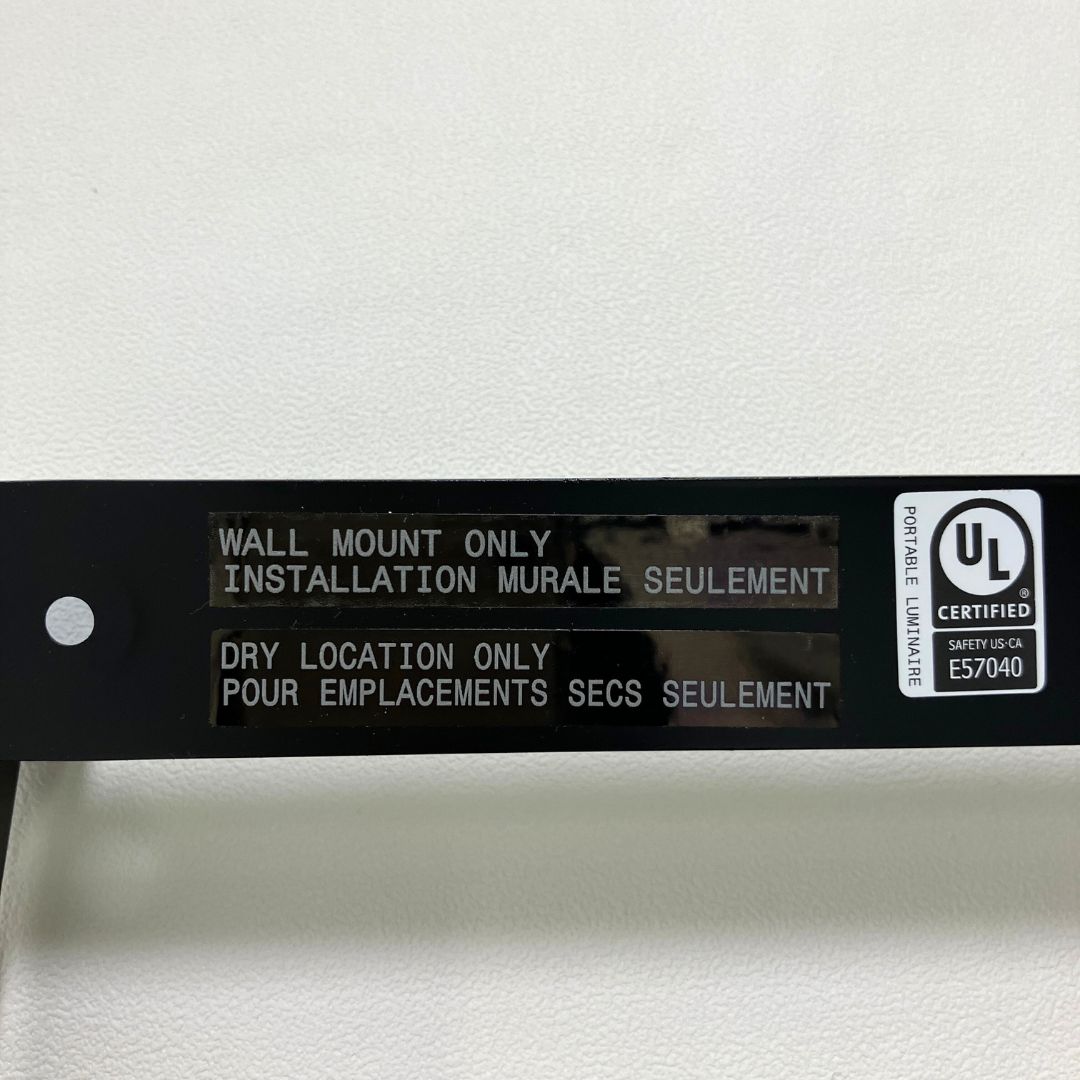 WALL MOUNT ONLY
INSTALLATION MURALE SEULEMENT
DRY LOCATION ONLY
POUR EMPLACEMENTS SECS SEULEMENT
PORTABLE LUMINAIRE
UL
®
CERTIFIED
SAFETY US·CA
E57040